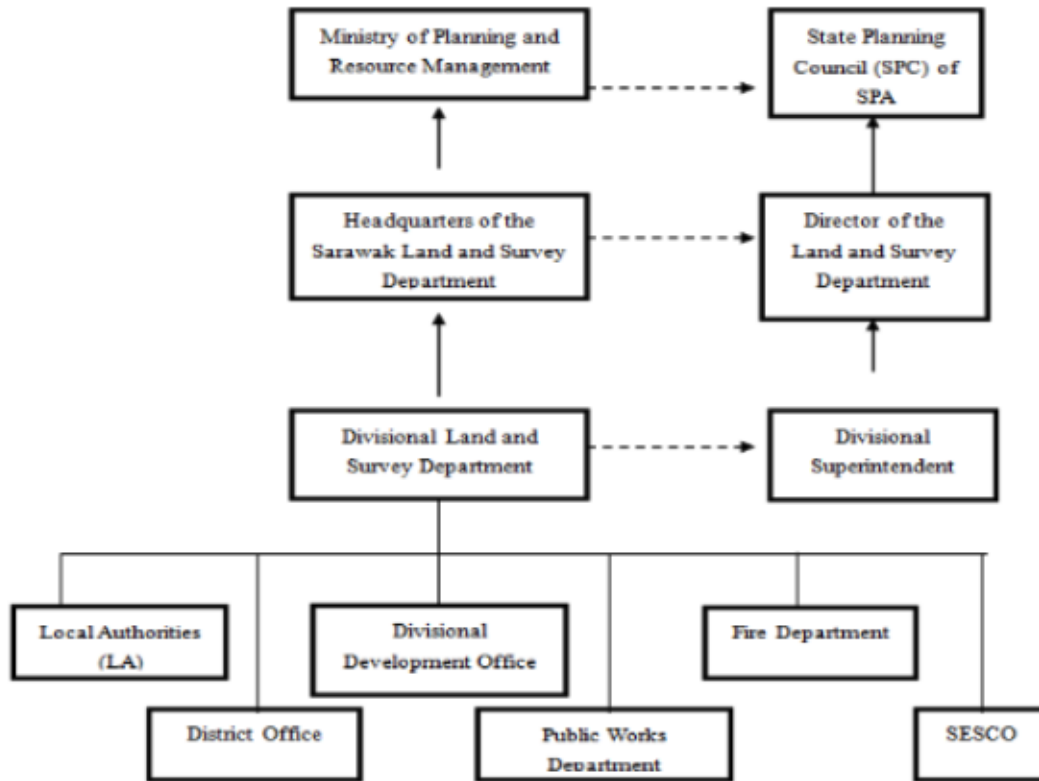 Ministry of Planning and
Resource Management
State Planning
Council (SPC) of
SPA
Headquarters of the
Sarawak Land and Survey
Department
Director of the
Land and Survey
Department
Divisional Land and
Survey Department
Divisional
Superintendent
Local Authorities
(LA)
Divisional
Development Office
Fire Department
District Office
Public Works
Department
SESCO